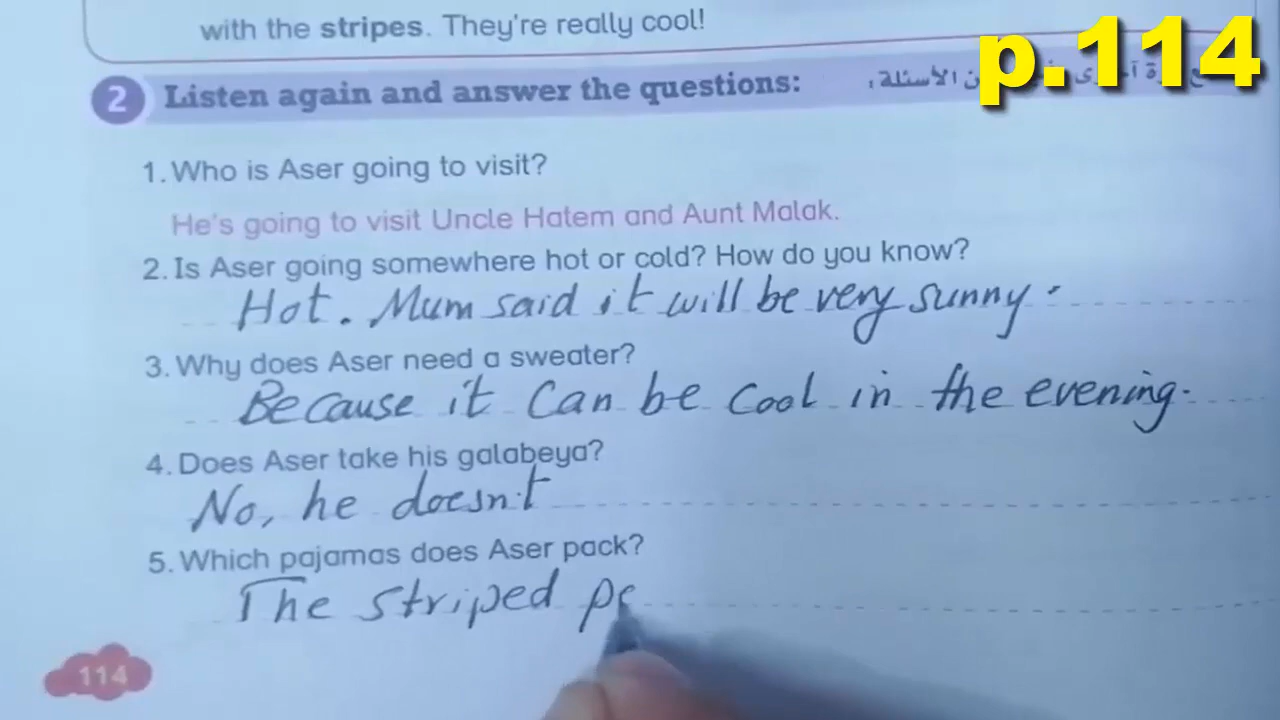 with the stripes. They're really cool!
p.114
2 Listen again and answer the questions: الأسئلة:
1. Who is Aser going to visit?
He's going to visit Uncle Hatem and Aunt Malak.
2. Is Aser going somewhere hot or cold? How do you know?
Hot. Mum said it will be very sunny.
3. Why does Aser need a sweater?
Because it can be cool in the evening.
4. Does Aser take his galabeya?
No, he doesn't
5. Which pajamas does Aser pack?
The striped
114